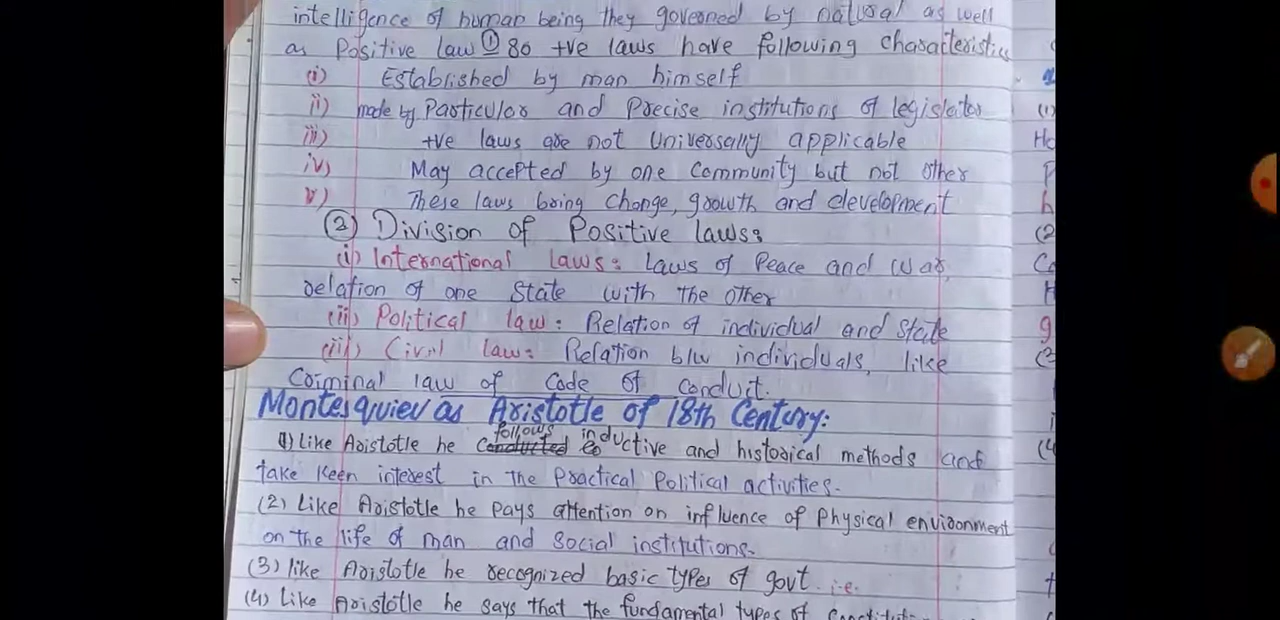 intelligence of human being they governed by natural as well
as Positive law ① So +ve laws have following characteristics
(i) Established by man himself
ii) made by Particular and Precise institutions of legislator
iii) +ve laws are not Universally applicable
iv) May accepted by one Community but not other
v) These laws bring change, growth and development
② Division of Positive laws:
(i) International laws: laws of Peace and war,
relation of one State with the other
(ii) Political law: Relation of individual and state
(iii) Civil law: Relation b/w individuals, like
Criminal law of Code of conduit.
Montesquieu as Aristotle of 18th Century:
1) Like Aristotle he follows inductive and historical methods and
take keen interest in the Practical Political activities.
(2) Like Aristotle he pays attention on influence of Physical environment
on the life of man and social institutions.
(3) like Aristotle he recognized basic types of govt i.e.
(4) Like Aristotle he says that the fundamental types of